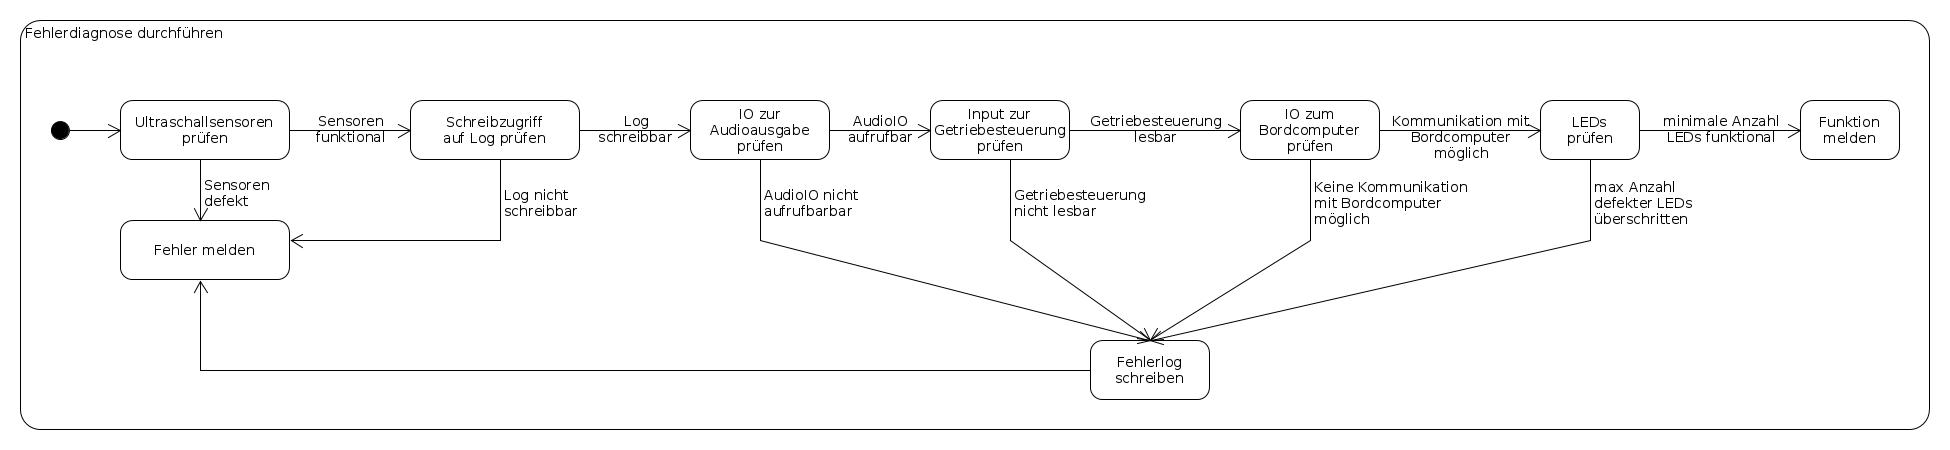 Fehlerdiagnose durchführen
Ultraschallsensoren
prüfen
Sensoren
funktional
Schreibzugriff
auf Log prüfen
Log
schreibbar
IO zur
Audioausgabe
prüfen
AudioIO
aufrufbar
Input zur
Getriebesteuerung
prüfen
Getriebesteuerung
lesbar
IO zum
Bordcomputer
prüfen
Kommunikation mit
Bordcomputer
möglich
LEDs
prüfen
minimale Anzahl
LEDs funktional
Funktion
melden
Sensoren
defekt
Log nicht
schreibbar
AudioIO nicht
aufrufbarbar
Getriebesteuerung
nicht lesbar
Keine Kommunikation
mit Bordcomputer
möglich
max Anzahl
defekter LEDs
überschritten
Fehler melden
Fehlerlog
schreiben